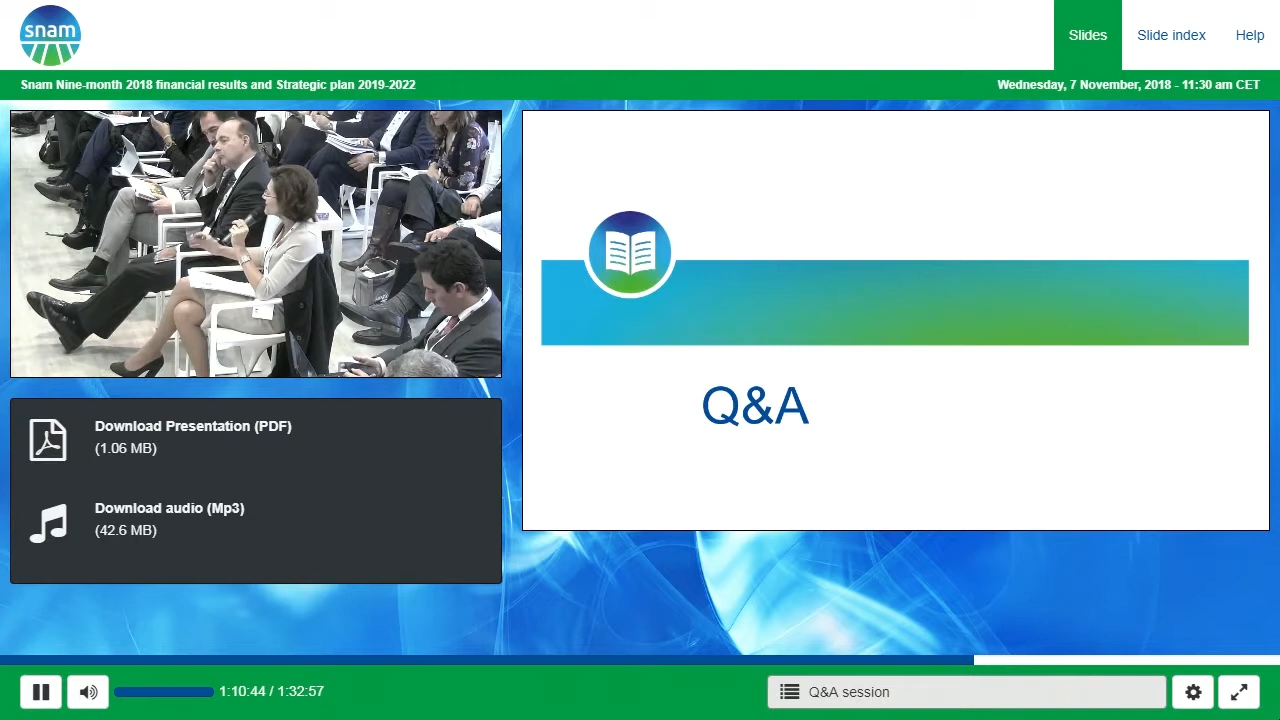 snam
Slides
Slide index
Help
Snam Nine-month 2018 financial results and Strategic plan 2019-2022
Wednesday, 7 November, 2018 - 11:30 am CET
Q&A
Download Presentation (PDF)
(1.06 MB)
Download audio (Mp3)
(42.6 MB)
1:10:44 / 1:32:57
Q&A session